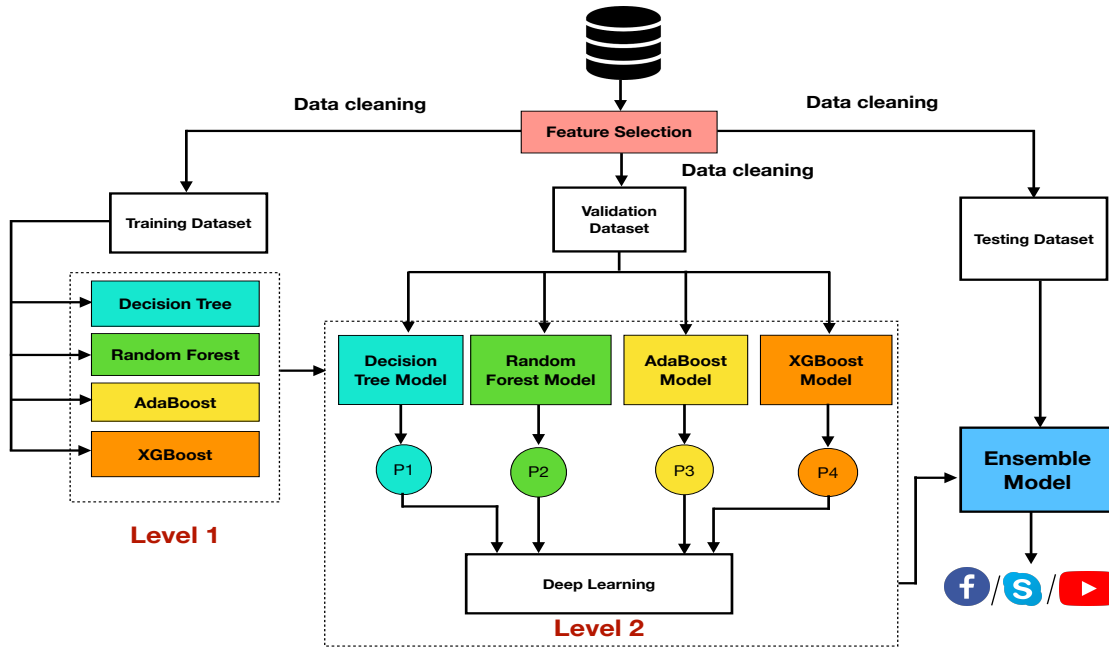 Data cleaning
Data cleaning
Feature Selection
Data cleaning
Training Dataset
Validation
Dataset
Testing Dataset
Decision Tree
Random Forest
AdaBoost
XGBoost
Level 1
Decision
Tree Model
Random
Forest Model
AdaBoost
Model
XGBoost
Model
P1
P2
P3
P4
Deep Learning
Level 2
Ensemble
Model
f
/
S
/